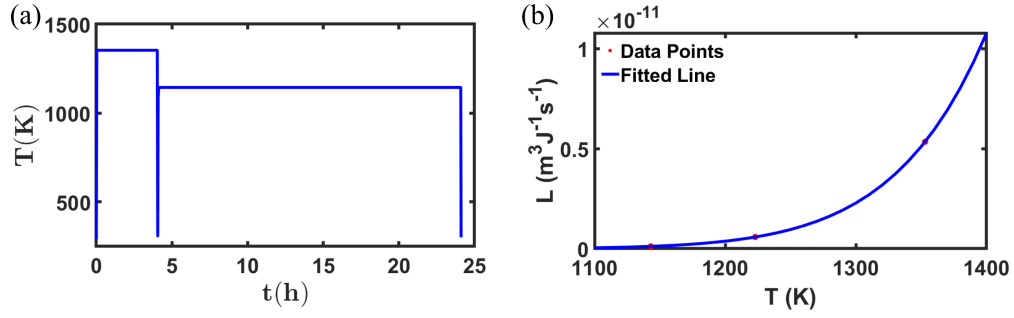 (a)
1500
1000
500
0
5
10
15
20
25
T(K)
t(h)
(b)
×10⁻¹¹
1
0.5
0
1100
1200
1300
1400
L (m³J⁻¹s⁻¹)
T (K)
Data Points
Fitted Line